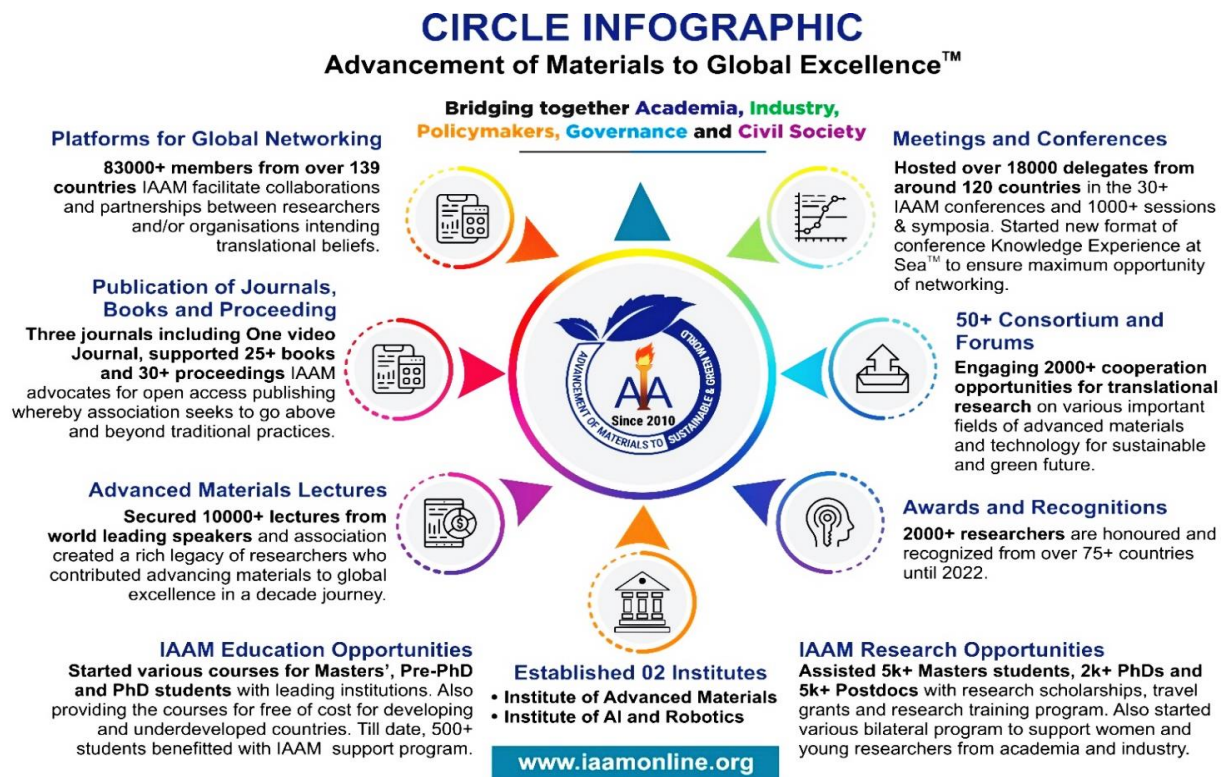 CIRCLE INFOGRAPHIC
Advancement of Materials to Global Excellence™
Bridging together Academia, Industry,
Policymakers, Governance and Civil Society
Platforms for Global Networking
83000+ members from over 139
countries IAAM facilitate collaborations
and partnerships between researchers
and/or organisations intending
translational beliefs.
Publication of Journals,
Books and Proceeding
Three journals including One video
Journal, supported 25+ books
and 30+ proceedings IAAM
advocates for open access publishing
whereby association seeks to go above
and beyond traditional practices.
Advanced Materials Lectures
Secured 10000+ lectures from
world leading speakers and association
created a rich legacy of researchers who
contributed advancing materials to global
excellence in a decade journey.
IAAM Education Opportunities
Started various courses for Masters', Pre-PhD
and PhD students with leading institutions. Also
providing the courses for free of cost for developing
and underdeveloped countries. Till date, 500+
students benefitted with IAAM support program.
ADVANCEMENT OF MATERIALS TO SUSTAINABLE & GREEN WORLD
Since 2010
Established 02 Institutes
• Institute of Advanced Materials
• Institute of AI and Robotics
www.iaamonline.org
Meetings and Conferences
Hosted over 18000 delegates from
around 120 countries in the 30+
IAAM conferences and 1000+ sessions
& symposia. Started new format of
conference Knowledge Experience at
Sea™ to ensure maximum opportunity
of networking.
50+ Consortium and
Forums
Engaging 2000+ cooperation
opportunities for translational
research on various important
fields of advanced materials
and technology for sustainable
and green future.
Awards and Recognitions
2000+ researchers are honoured and
recognized from over 75+ countries
until 2022.
IAAM Research Opportunities
Assisted 5k+ Masters students, 2k+ PhDs and
5k+ Postdocs with research scholarships, travel
grants and research training program. Also started
various bilateral program to support women and
young researchers from academia and industry.